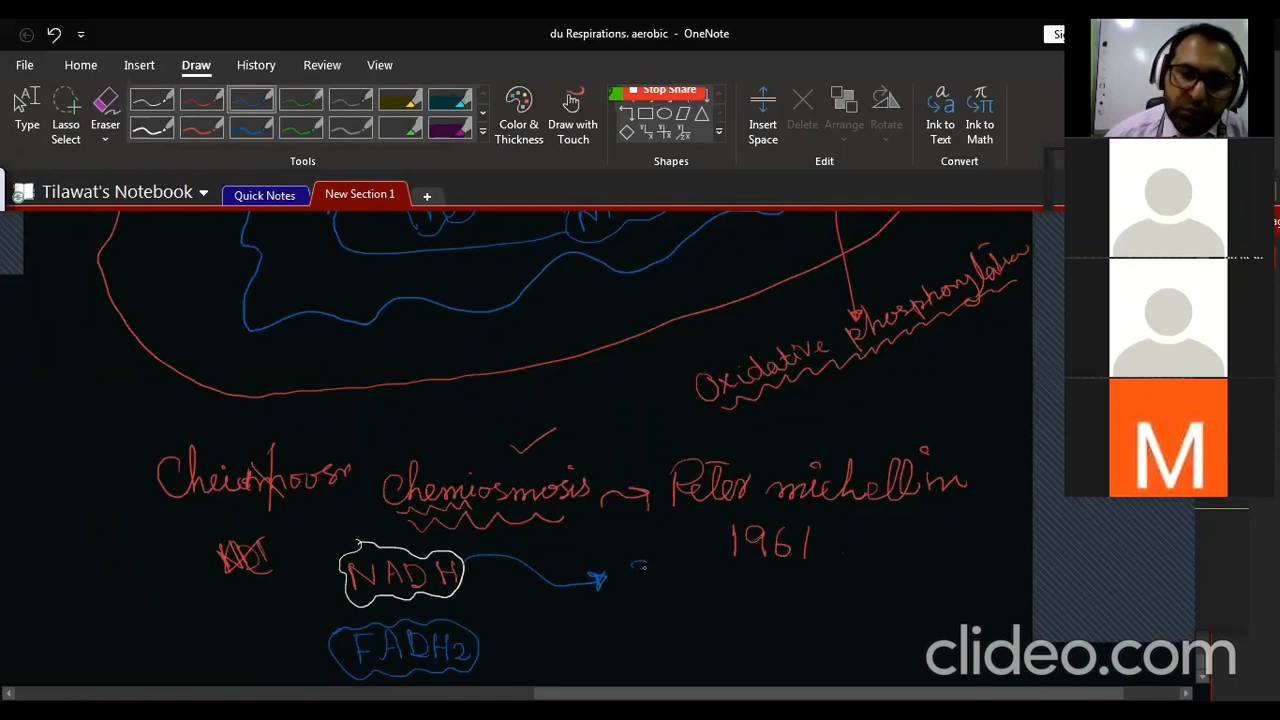 du Respirations. aerobic - OneNote
File Home Insert Draw History Review View
Stop Share
Type
Lasso Select
Eraser
Color & Thickness
Draw with Touch
Insert Space
Delete
Arrange
Rotate
Ink to Text
Ink to Math
Tools
Shapes
Edit
Convert
Tilawat's Notebook
Quick Notes
New Section 1
Oxidative phosphorylation
Chemiosmosis
Peter michellin
1961
NADH
FADH2
M
clideo.com